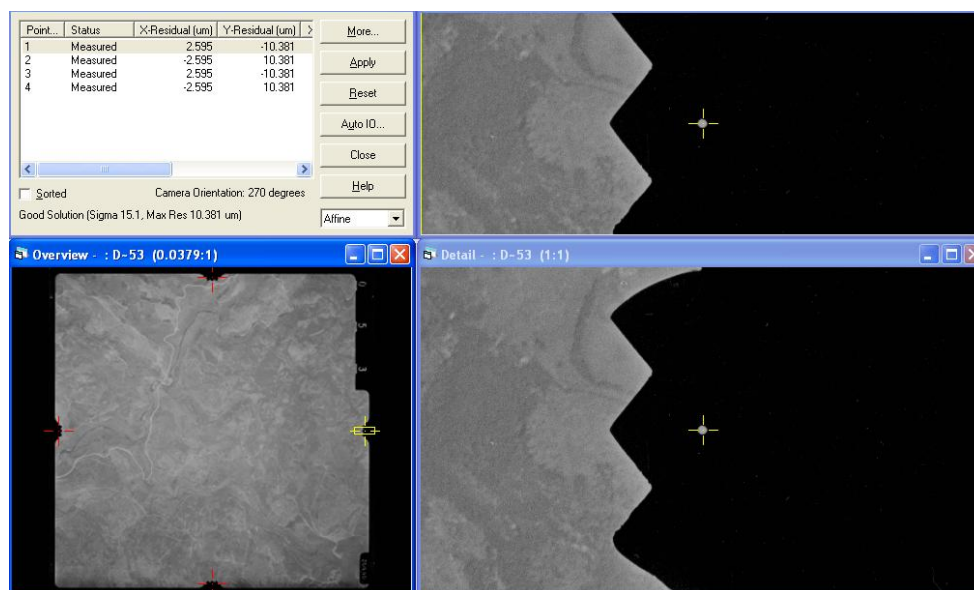 Point... Status X-Residual (um) Y-Residual (um) More...
1 Measured 2.595 -10.381
2 Measured -2.595 10.381
3 Measured 2.595 -10.381
4 Measured -2.595 10.381
Apply
Reset
Auto IO...
Close
Help
Sorted Camera Orientation: 270 degrees
Good Solution (Sigma 15.1, Max Res 10.381 um)
Affine
Overview - : D-53 (0.0379:1)
Detail - : D-53 (1:1)
0
5
3